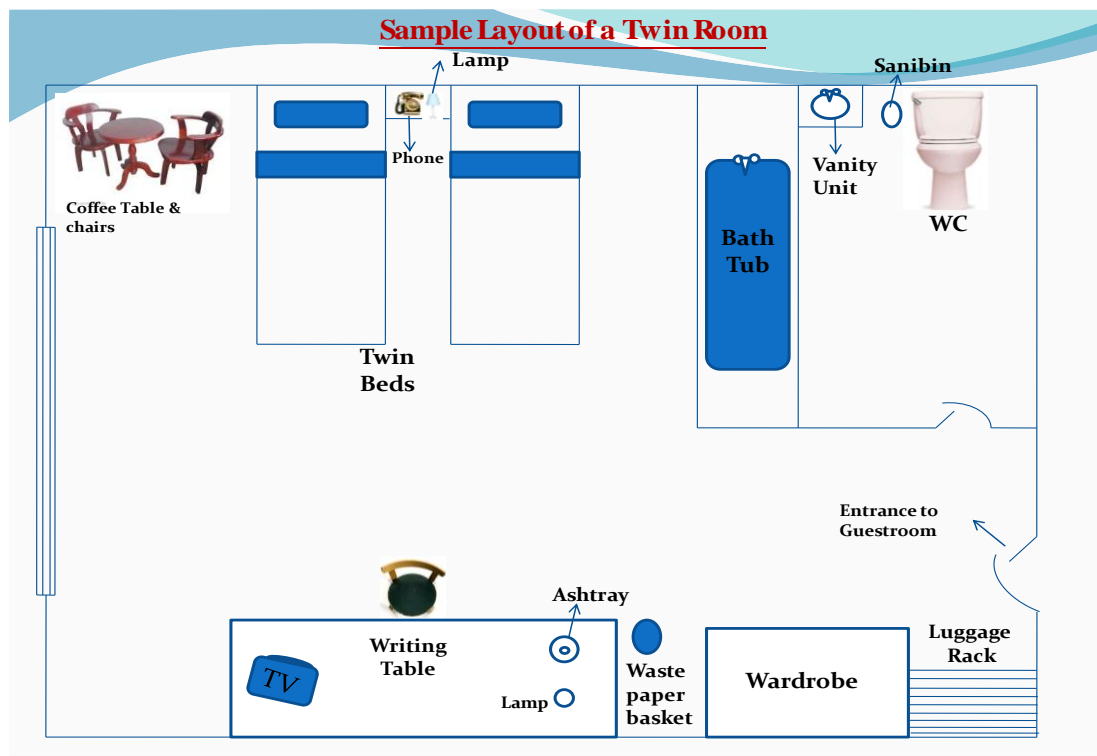 Sample Layout of a Twin Room
Lamp
Sanibin
Phone
Vanity
Unit
Coffee Table &
chairs
WC
Bath
Tub
Twin
Beds
Entrance to
Guestroom
Ashtray
Writing
Table
TV
Lamp
Waste
paper
basket
Wardrobe
Luggage
Rack